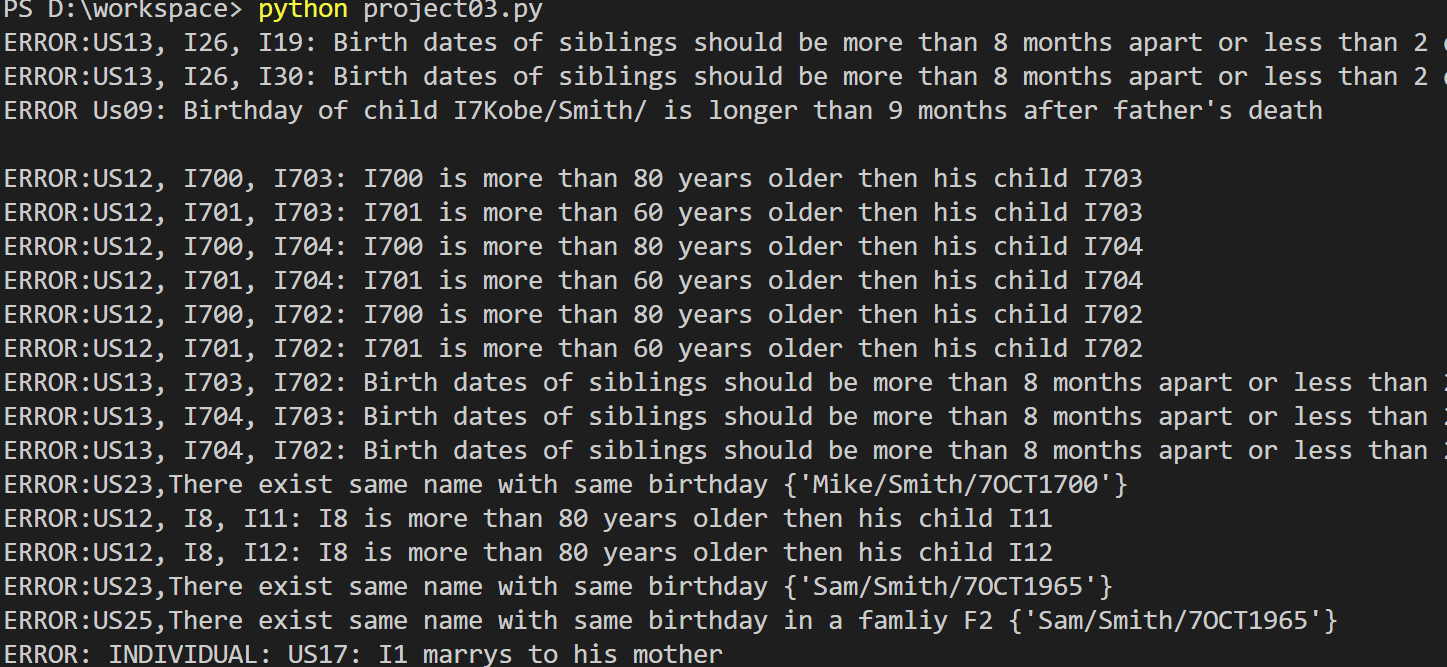 PS D:\workspace> python project03.py
ERROR:US13, I26, I19: Birth dates of siblings should be more than 8 months apart or less than 2
ERROR:US13, I26, I30: Birth dates of siblings should be more than 8 months apart or less than 2
ERROR Us09: Birthday of child I7Kobe/Smith/ is longer than 9 months after father's death
ERROR:US12, I700, I703: I700 is more than 80 years older then his child I703
ERROR:US12, I701, I703: I701 is more than 60 years older then his child I703
ERROR:US12, I700, I704: I700 is more than 80 years older then his child I704
ERROR:US12, I701, I704: I701 is more than 60 years older then his child I704
ERROR:US12, I700, I702: I700 is more than 80 years older then his child I702
ERROR:US12, I701, I702: I701 is more than 60 years older then his child I702
ERROR:US13, I703, I702: Birth dates of siblings should be more than 8 months apart or less than
ERROR:US13, I704, I703: Birth dates of siblings should be more than 8 months apart or less than
ERROR:US13, I704, I702: Birth dates of siblings should be more than 8 months apart or less than
ERROR:US23,There exist same name with same birthday {'Mike/Smith/7OCT1700'}
ERROR:US12, I8, I11: I8 is more than 80 years older then his child I11
ERROR:US12, I8, I12: I8 is more than 80 years older then his child I12
ERROR:US23,There exist same name with same birthday {'Sam/Smith/7OCT1965'}
ERROR:US25,There exist same name with same birthday in a famliy F2 {'Sam/Smith/7OCT1965'}
ERROR: INDIVIDUAL: US17: I1 marrys to his mother